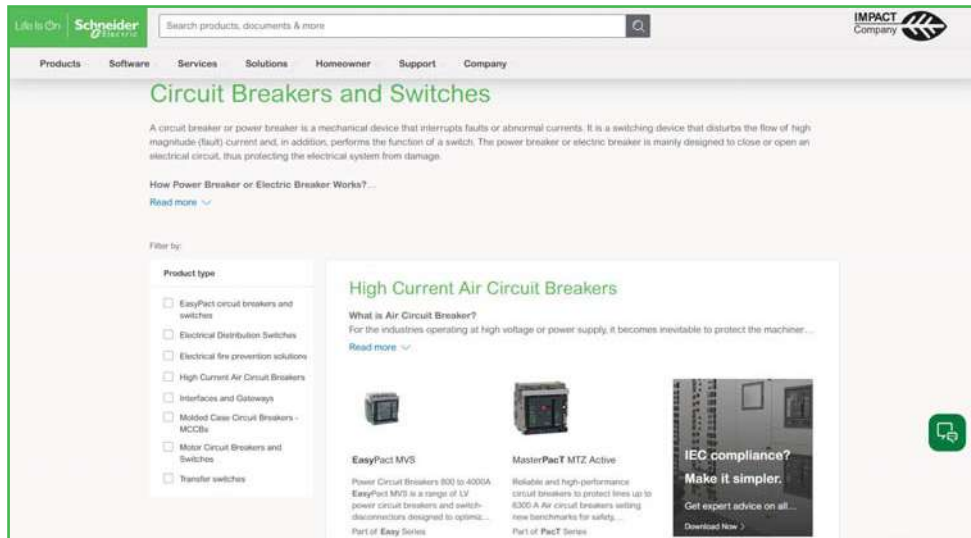 Life Is On | Schneider Electric
Search products, documents & more
IMPACT
Company
Products Software Services Solutions Homeowner Support Company
Circuit Breakers and Switches
A circuit breaker or power breaker is a mechanical device that interrupts faults or abnormal currents. It is a switching device that disturbs the flow of high
magnitude (fault) current and, in addition, performs the function of a switch. The power breaker or electric breaker is mainly designed to close or open an
electrical circuit, thus protecting the electrical system from damage.
How Power Breaker or Electric Breaker Works?...
Read more
Filter by:
Product type
EasyPact circuit breakers and
switches
Electrical Distribution Switches
Electrical fire prevention solutions
High Current Air Circuit Breakers
Interfaces and Gateways
Molded Case Circuit Breakers -
MCCBs
Motor Circuit Breakers and
Switches
Transfer switches
High Current Air Circuit Breakers
What is Air Circuit Breaker?
For the industries operating at high voltage or power supply, it becomes inevitable to protect the machiner...
Read more
EasyPact MVS
Power Circuit Breakers 800 to 4000A
EasyPact MVS is a range of LV
power circuit breakers and switch-
disconnectors designed to optimiz...
Part of Easy Series
MasterPacT MTZ Active
Reliable and high-performance
circuit breakers to protect lines up to
6300 A Air circuit breakers setting
new benchmarks for safety,...
Part of PacT Series
IEC compliance?
Make it simpler.
Get expert advice on all...
Download Now >